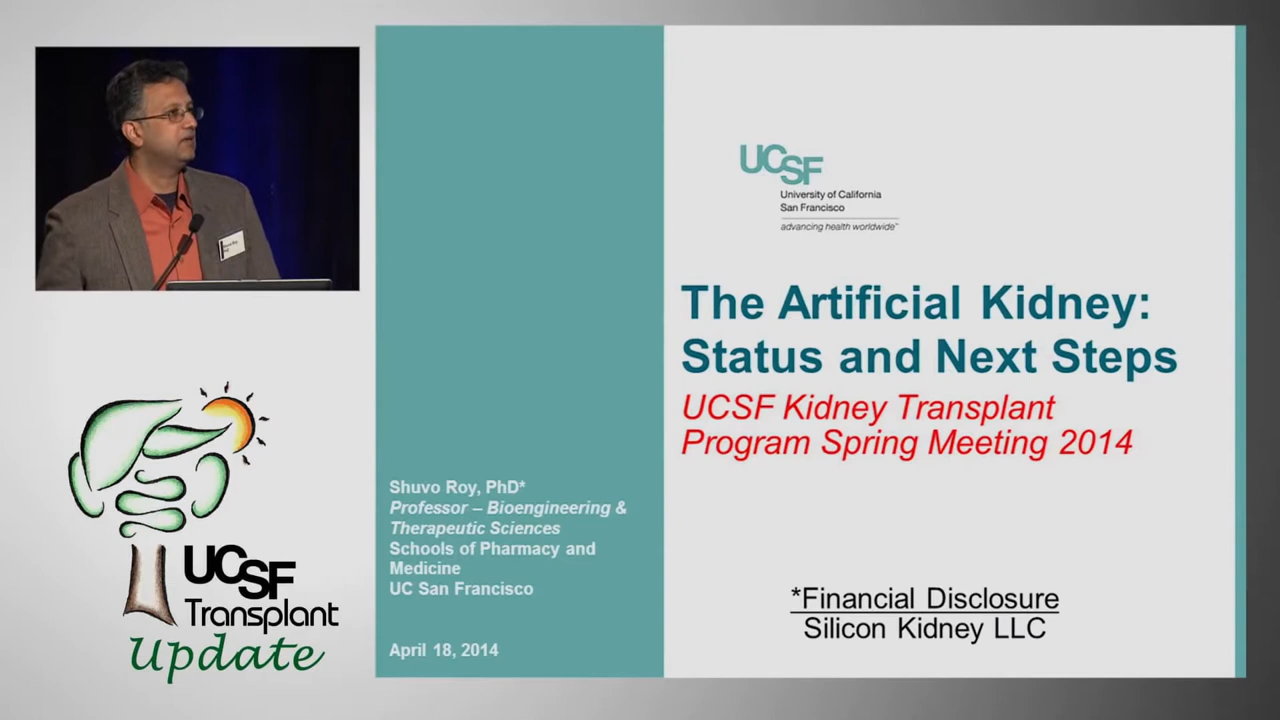 UCSF
University of California
San Francisco
advancing health worldwide™
The Artificial Kidney:
Status and Next Steps
UCSF Kidney Transplant
Program Spring Meeting 2014
Shuvo Roy, PhD*
Professor – Bioengineering &
Therapeutic Sciences
Schools of Pharmacy and
Medicine
UC San Francisco
April 18, 2014
*Financial Disclosure
Silicon Kidney LLC
UCSF
Transplant
Update